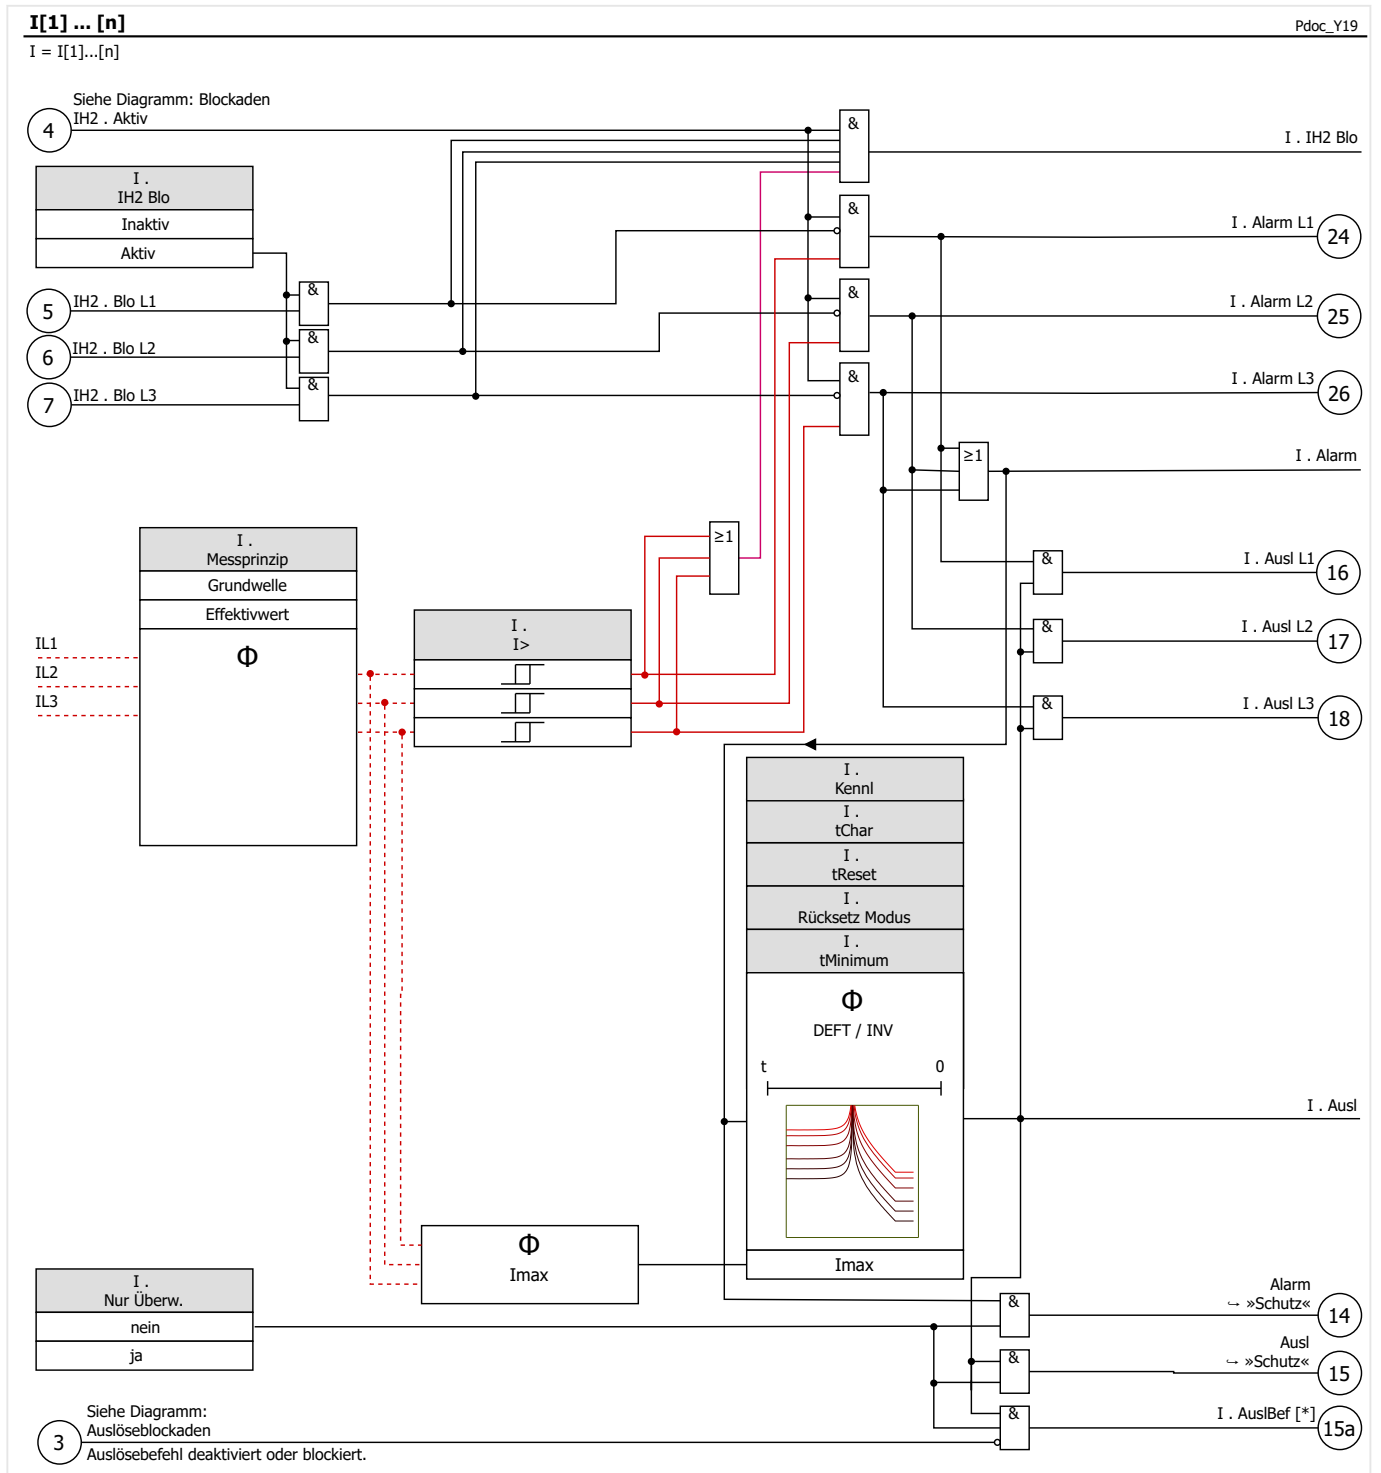 I[1] ... [n]
Pdoc_Y19
I = I[1]...[n]
Siehe Diagramm: Blockaden
4
IH2 . Aktiv
&
I . IH2 Blo
I .
IH2 Blo
Inaktiv
Aktiv
&
I . Alarm L1
24
5
IH2 . Blo L1
&
&
I . Alarm L2
25
6
IH2 . Blo L2
&
7
IH2 . Blo L3
&
&
I . Alarm L3
26
≥1
I . Alarm
I .
Messprinzip
Grundwelle
Effektivwert
Φ
IL1
IL2
IL3
≥1
&
I . Ausl L1
16
I .
I>
&
I . Ausl L2
17
&
I . Ausl L3
18
I .
Kennl
I .
tChar
I .
tReset
I .
Rücksetz Modus
I .
tMinimum
Φ
DEFT / INV
t
0
I . Ausl
Φ
Imax
Imax
I .
Nur Überw.
nein
ja
&
Alarm
↪ »Schutz«
14
&
Ausl
↪ »Schutz«
15
Siehe Diagramm:
Auslöseblockaden
3
Auslösebefehl deaktiviert oder blockiert.
&
I . AuslBef [*]
15a